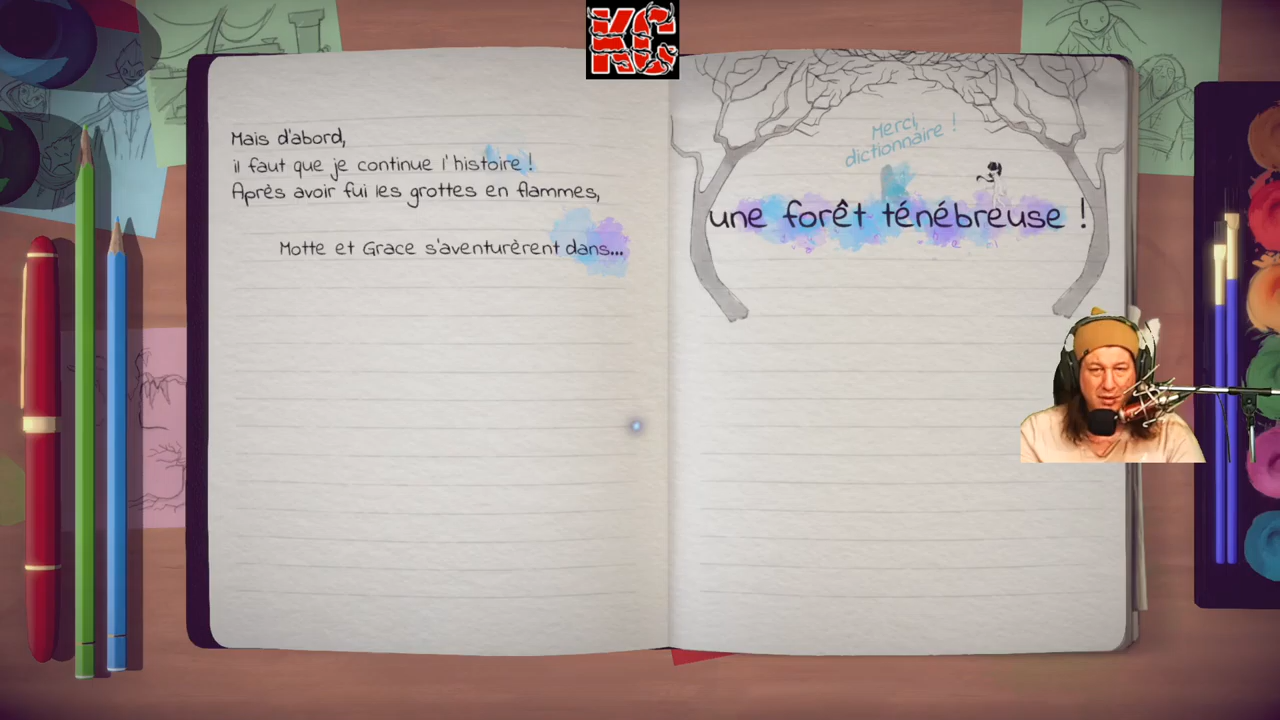 KC
Mais d'abord,
il faut que je continue l'histoire !
Après avoir fui les grottes en flammes,
Motte et Grace s'aventurèrent dans...
Merci,
dictionnaire !
une forêt ténébreuse !